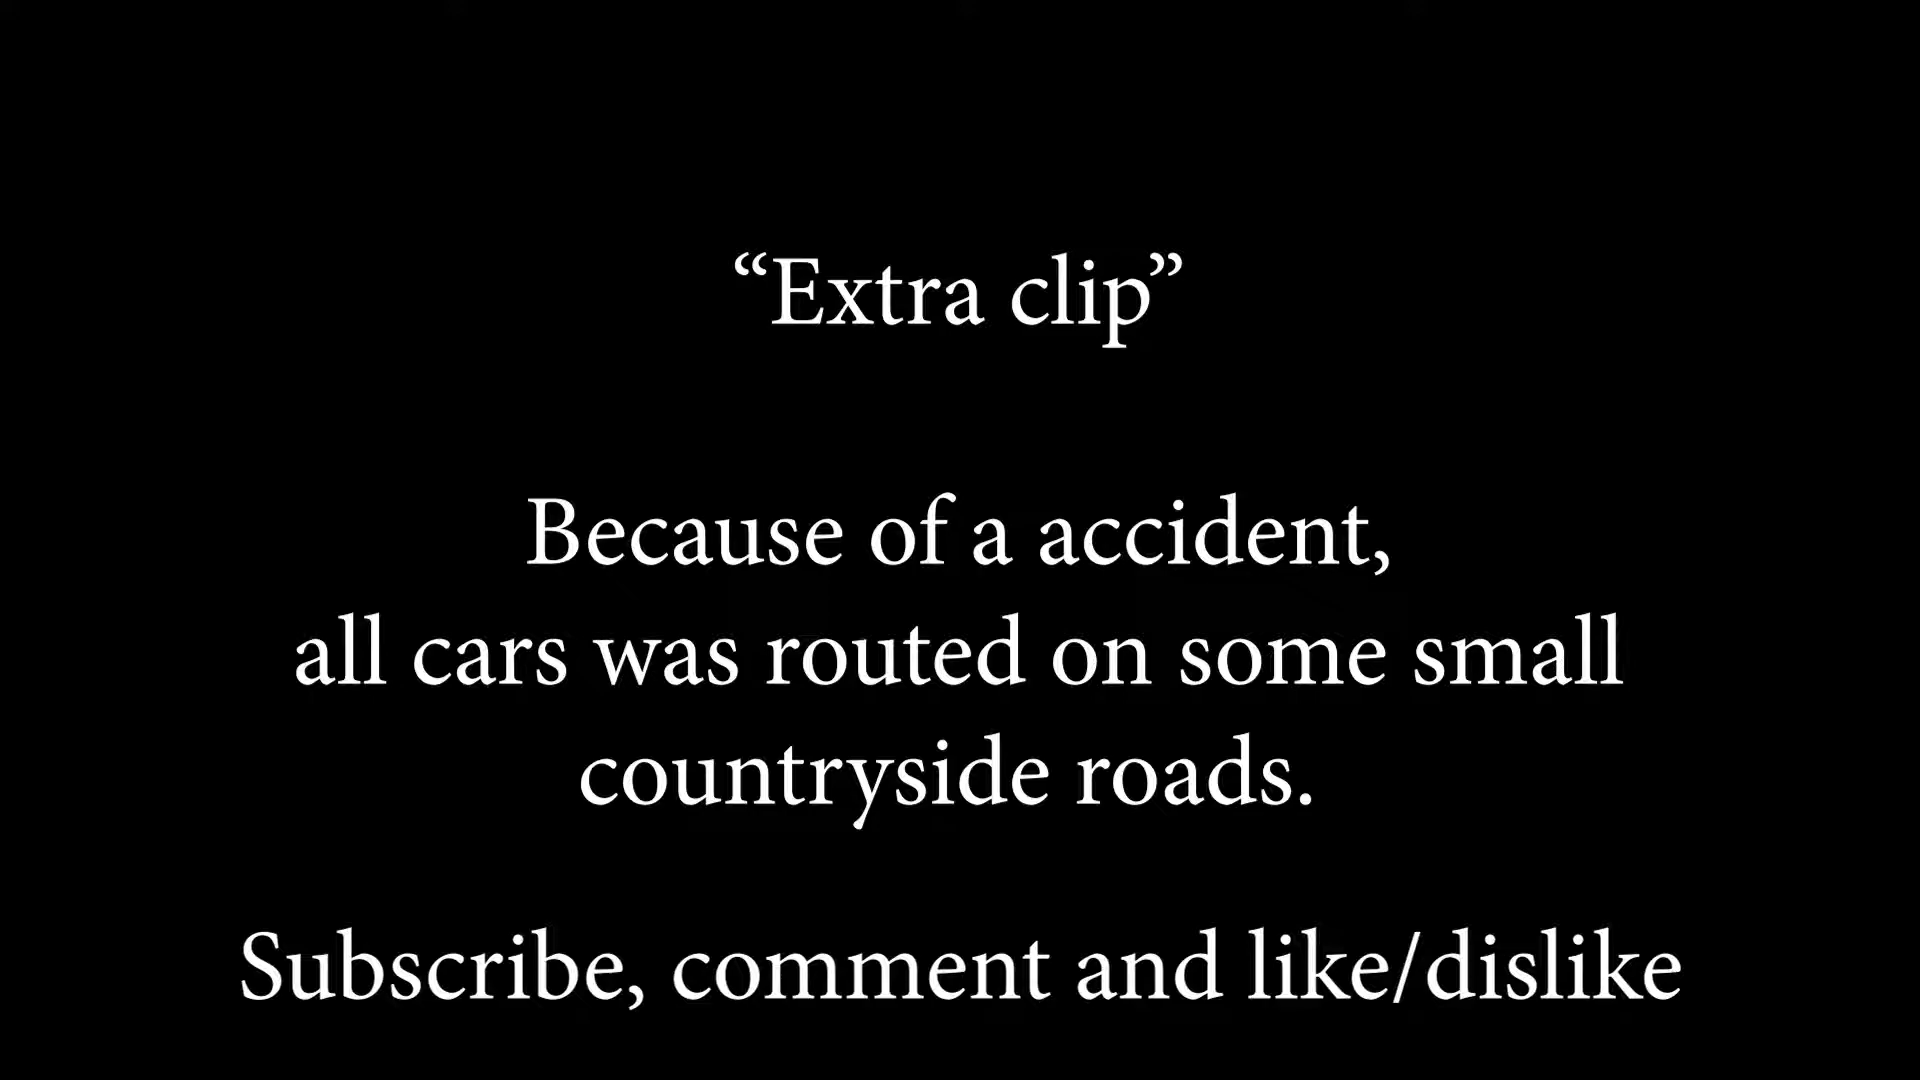 “Extra clip”
Because of a accident,
all cars was routed on some small
countryside roads.
Subscribe, comment and like/dislike